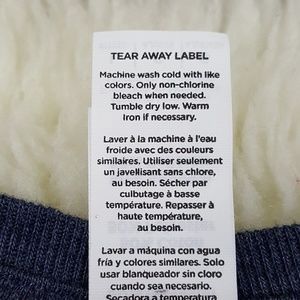 TEAR AWAY LABEL
Machine wash cold with like
colors. Only non-chlorine
bleach when needed.
Tumble dry low. Warm
Iron if necessary.
Laver à la machine à l'eau
froide avec des couleurs
similaires. Utiliser seulement
un javellisant sans chlore,
au besoin. Sécher par
culbutage à basse
température. Repasser à
haute température,
au besoin.
Lavar a máquina con agua
fría y colores similares. Solo
usar blanqueador sin cloro
cuando sea necesario.
Secadora a temperatura